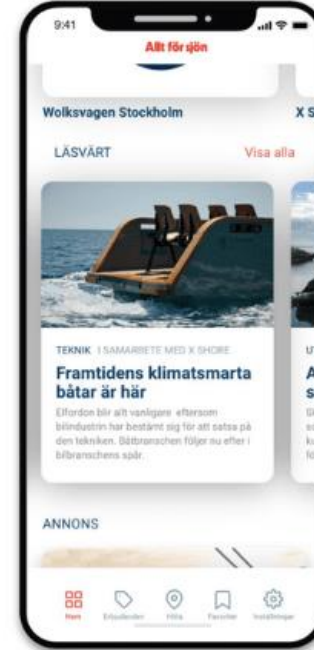 9:41
Allt för sjön
Wolksvagen Stockholm
X S
LÄSVÄRT
Visa alla
TEKNIK I SAMARBETE MED X SHORE
Framtidens klimatsmarta
båtar är här
Elfordon blir allt vanligare eftersom
bilindustrin har bestämt sig för att satsa på
den tekniken. Båtbranschen följer nu efter i
bilbranschens spår.
ANNONS
Hem
Erbjudanden
Hitta
Favoriter
Inställningar